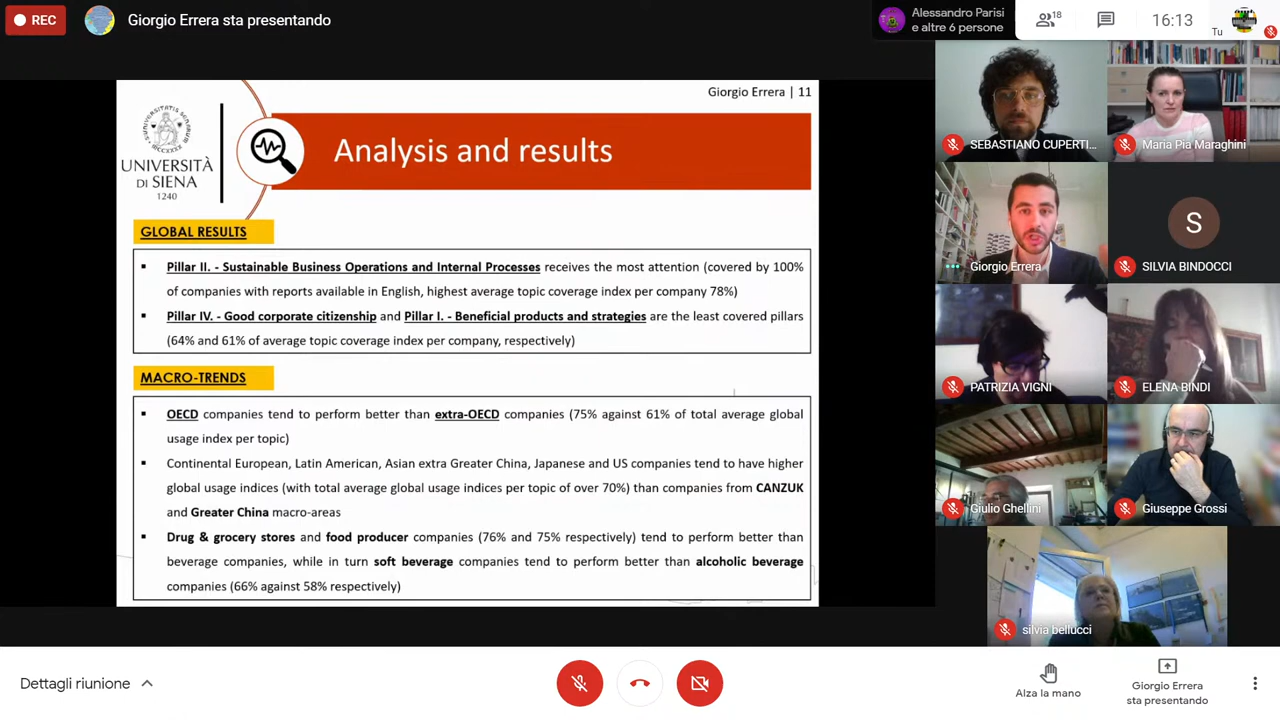 REC
Giorgio Errera sta presentando
Alessandro Parisi
e altre 6 persone
18
16:13
Tu
Giorgio Errera | 11
UNIVERSITÀ
DI SIENA
1240
Analysis and results
GLOBAL RESULTS
▪ Pillar II. - Sustainable Business Operations and Internal Processes receives the most attention (covered by 100%
of companies with reports available in English, highest average topic coverage index per company 78%)
▪ Pillar IV. - Good corporate citizenship and Pillar I. - Beneficial products and strategies are the least covered pillars
(64% and 61% of average topic coverage index per company, respectively)
MACRO-TRENDS
▪ OECD companies tend to perform better than extra-OECD companies (75% against 61% of total average global
usage index per topic)
▪ Continental European, Latin American, Asian extra Greater China, Japanese and US companies tend to have higher
global usage indices (with total average global usage indices per topic of over 70%) than companies from CANZUK
and Greater China macro-areas
▪ Drug & grocery stores and food producer companies (76% and 75% respectively) tend to perform better than
beverage companies, while in turn soft beverage companies tend to perform better than alcoholic beverage
companies (66% against 58% respectively)
SEBASTIANO CUPERTI...
Maria Pia Maraghini
Giorgio Errera
S
SILVIA BINDOCCI
PATRIZIA VIGNI
ELENA BINDI
Giulio Ghellini
Giuseppe Grossi
silvia bellucci
Dettagli riunione
Alza la mano
Giorgio Errera
sta presentando